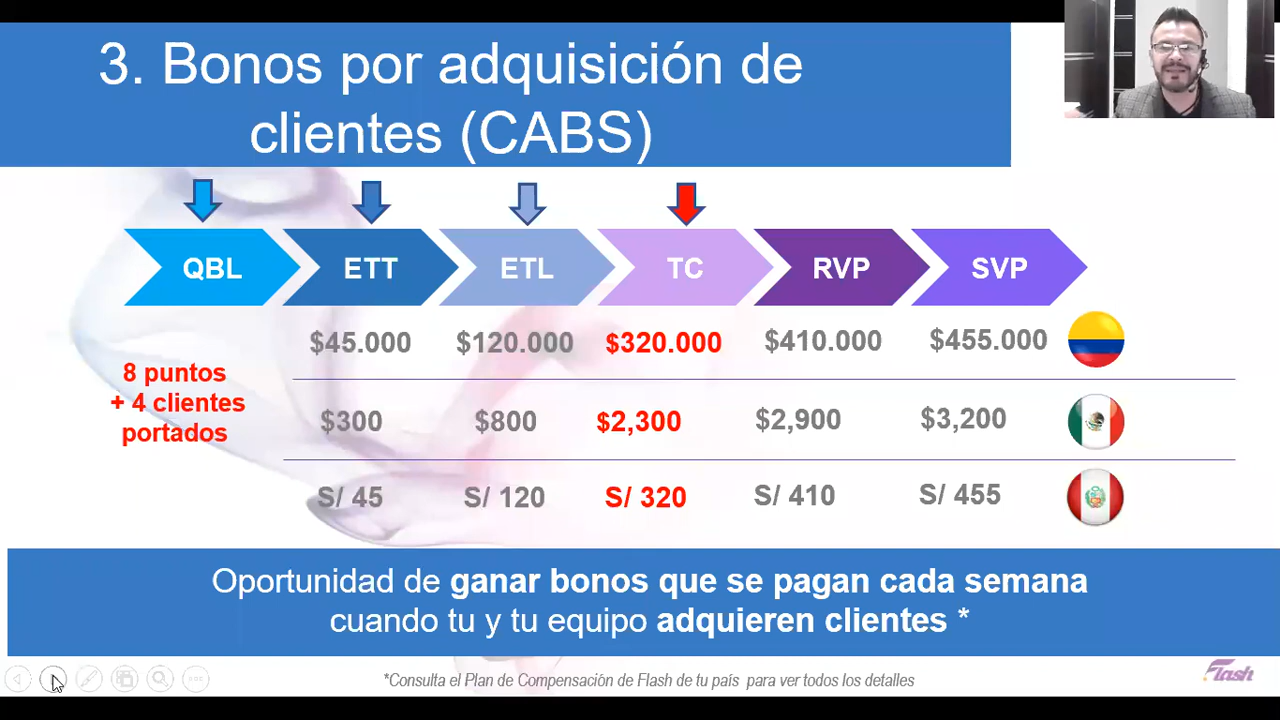 3. Bonos por adquisición de
clientes (CABS)
QBL ETT ETL TC RVP SVP
$45.000 $120.000 $320.000 $410.000 $455.000
8 puntos
+ 4 clientes
portados
$300 $800 $2,300 $2,900 $3,200
S/ 45 S/ 120 S/ 320 S/ 410 S/ 455
Oportunidad de ganar bonos que se pagan cada semana
cuando tu y tu equipo adquieren clientes *
*Consulta el Plan de Compensación de Flash de tu país para ver todos los detalles
Flash